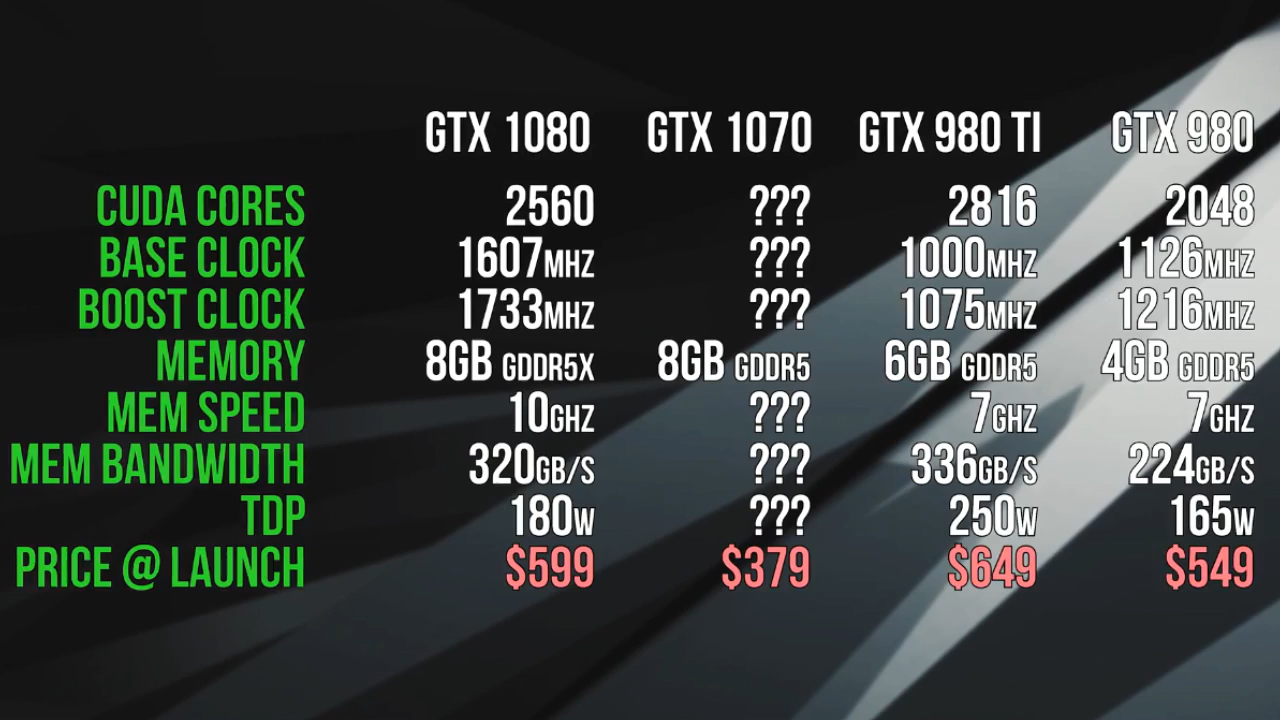 GTX 1080 GTX 1070 GTX 980 TI GTX 980
CUDA CORES 2560 ??? 2816 2048
BASE CLOCK 1607MHZ ??? 1000MHZ 1126MHZ
BOOST CLOCK 1733MHZ ??? 1075MHZ 1216MHZ
MEMORY 8GB GDDR5X 8GB GDDR5 6GB GDDR5 4GB GDDR5
MEM SPEED 10GHZ ??? 7GHZ 7GHZ
MEM BANDWIDTH 320GB/S ??? 336GB/S 224GB/S
TDP 180W ??? 250W 165W
PRICE @ LAUNCH $599 $379 $649 $549